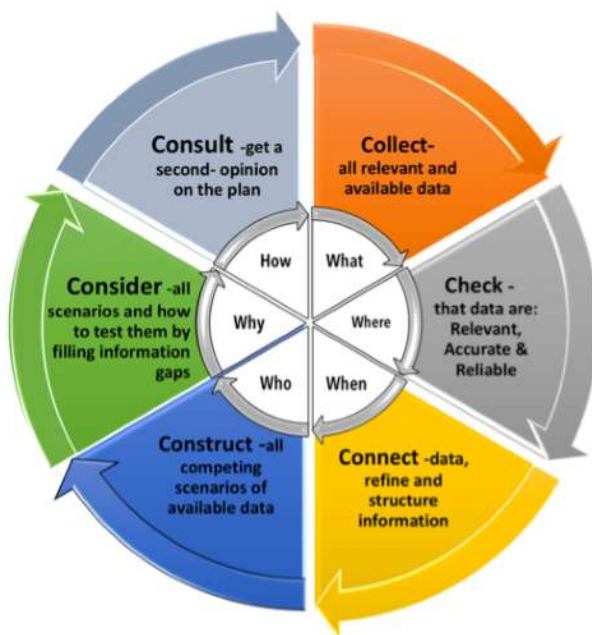 Collect-
all relevant and
available data
Check -
that data are:
Relevant,
Accurate &
Reliable
Connect -data,
refine and
structure
information
Construct -all
competing
scenarios of
available data
Consider -all
scenarios and how
to test them by
filling information
gaps
Consult -get a
second- opinion
on the plan
What
Where
When
Who
Why
How